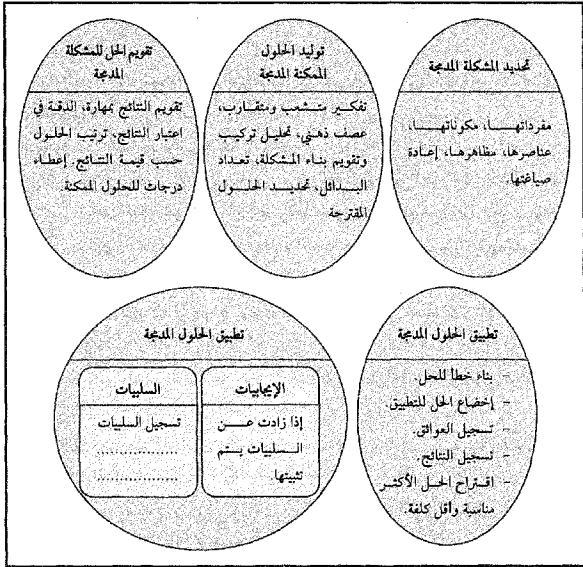 تحديد المشكلة المدمجة
مفرداتهـــا، مكوناتهـــا،
عناصرها، مظاهرها، إعادة
صياغتها.
توليد الحلول
الممكنة المدمجة
تفكير متشعب ومتقارب،
عصف ذهني، تحليل تركيب
وتقويم بناء المشكلة، تعداد
البدائل، تحديد الحلول
المقترحة
تقويم الحل للمشكلة
المدمجة
تقويم النتائج بمهارة، الدقة في
اعتبار النتائج، ترتيب الحلول
حسب قيمة النتائج. إعطاء
درجات للحلول الممكنة.
تطبيق الحلول المدمجة
- بناء خطأ للحل.
- إخضاع الحل للتطبيق.
- تسجيل العوائق.
- تسجيل النتائج.
- اقتراح الحل الأكثر
مناسبة وأقل كلفة.
تطبيق الحلول المدمجة
الإيجابيات
إذا زادت عن
السلبيات يتم
تثبيتها.
السلبيات
تسجيل السلبيات
.................
.................